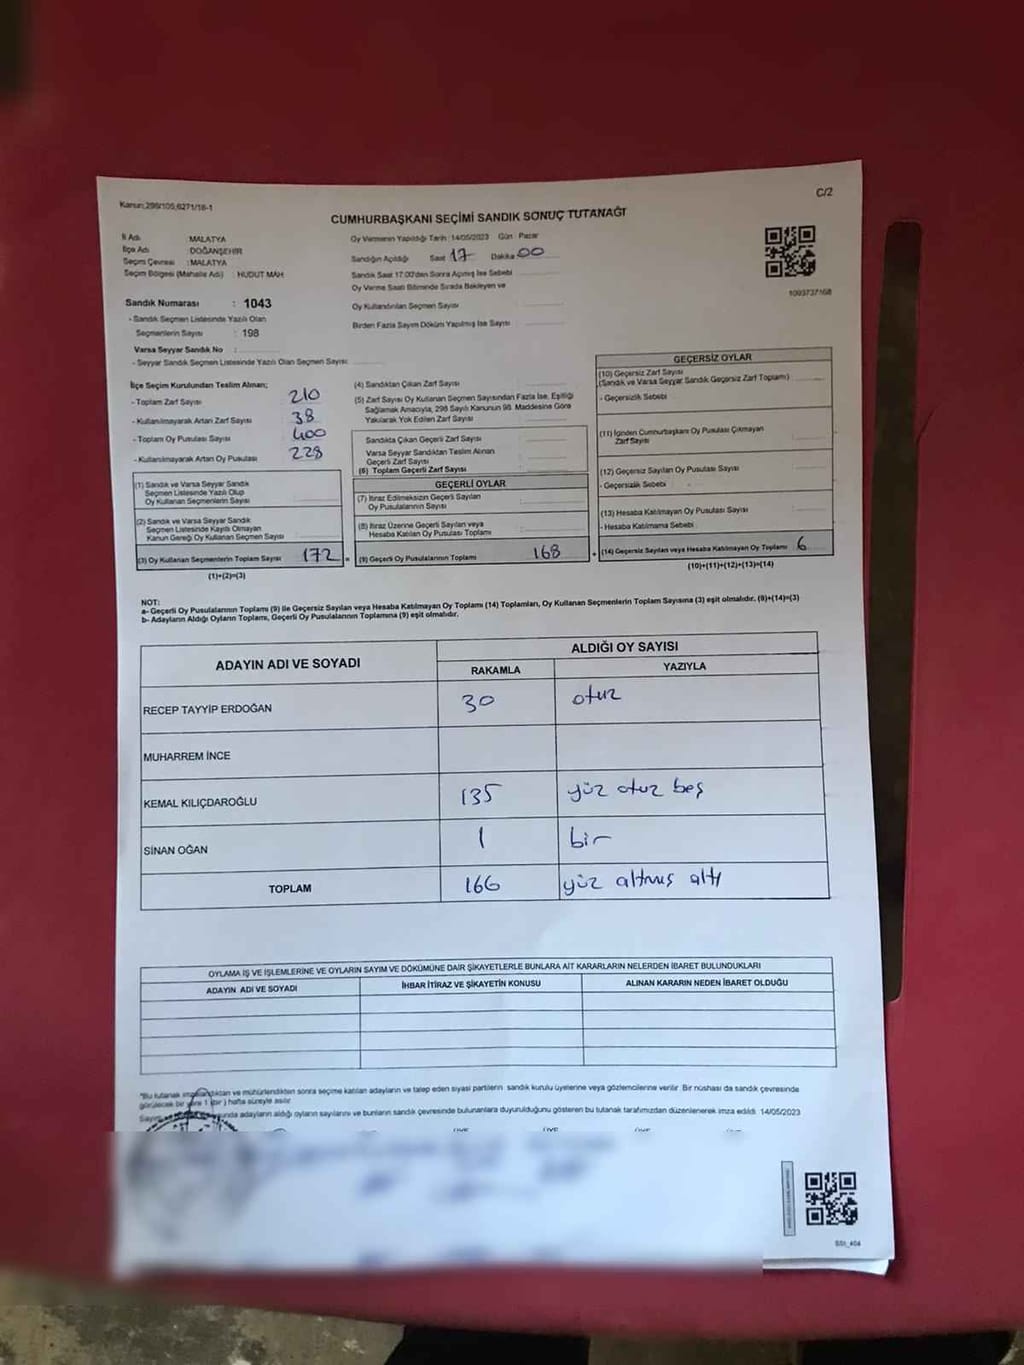 Kanun:298/105,6271/16-1
C/2
CUMHURBAŞKANI SEÇİMİ SANDIK SONUÇ TUTANAĞI
İl Adı : MALATYA
İlçe Adı : DOĞANŞEHİR
Seçim Çevresi : MALATYA
Seçim Bölgesi (Mahalle Adı) : HUDUT MAH
Sandık Numarası : 1043
- Sandık Seçmen Listesinde Yazılı Olan
Seçmenlerin Sayısı : 198
Varsa Seyyar Sandık No :
- Seyyar Sandık Seçmen Listesinde Yazılı Olan Seçmen Sayısı:
Oy Vermenin Yapıldığı Tarih :14/05/2023 Gün : Pazar
Sandığın Açıldığı Saat 17 Dakika 00
Sandık Saat 17:00'den Sonra Açılmış İse Sebebi
Oy Verme Saati Bitiminde Sırada Bekleyen ve
Oy Kullandırılan Seçmen Sayısı
Birden Fazla Sayım Döküm Yapılmış İse Sayısı
1093737168
İlçe Seçim Kurulundan Teslim Alınan;
- Toplam Zarf Sayısı 210
- Kullanılmayarak Artan Zarf Sayısı 38
- Toplam Oy Pusulası Sayısı 400
- Kullanılmayarak Artan Oy Pusulası 228
(1) Sandık ve Varsa Seyyar Sandık
Seçmen Listesinde Yazılı Olup
Oy Kullanan Seçmenlerin Sayısı
(2) Sandık ve Varsa Seyyar Sandık
Seçmen Listesinde Kayıtlı Olmayan
Kanun Gereği Oy Kullanan Seçmen Sayısı
(3) Oy Kullanan Seçmenlerin Toplam Sayısı 172 =
(1)+(2)=(3)
(4) Sandıktan Çıkan Zarf Sayısı
(5) Zarf Sayısı Oy Kullanan Seçmen Sayısından Fazla İse, Eşitliği
Sağlamak Amacıyla, 298 Sayılı Kanunun 98. Maddesine Göre
Yakılarak Yok Edilen Zarf Sayısı
Sandıkta Çıkan Geçerli Zarf Sayısı
Varsa Seyyar Sandıktan Teslim Alınan
Geçerli Zarf Sayısı
(6) Toplam Geçerli Zarf Sayısı
GEÇERLİ OYLAR
(7) İtiraz Edilmeksizin Geçerli Sayılan
Oy Pusulalarının Sayısı
(8) İtiraz Üzerine Geçerli Sayılan veya
Hesaba Katılan Oy Pusulası Toplamı
(9) Geçerli Oy Pusulalarının Toplamı 168 +
GEÇERSİZ OYLAR
(10) Geçersiz Zarf Sayısı
(Sandık ve Varsa Seyyar Sandık Geçersiz Zarf Toplamı)
- Geçersizlik Sebebi
(11) İçinden Cumhurbaşkanı Oy Pusulası Çıkmayan
Zarf Sayısı
(12) Geçersiz Sayılan Oy Pusulası Sayısı
- Geçersizlik Sebebi
(13) Hesaba Katılmayan Oy Pusulası Sayısı
- Hesaba Katılmama Sebebi
(14) Geçersiz Sayılan veya Hesaba Katılmayan Oy Toplamı 6
(10)+(11)+(12)+(13)=(14)
NOT:
a- Geçerli Oy Pusulalarının Toplamı (9) ile Geçersiz Sayılan veya Hesaba Katılmayan Oy Toplamı (14) Toplamları, Oy Kullanan Seçmenlerin Toplam Sayısına (3) eşit olmalıdır. (9)+(14)=(3)
b- Adayların Aldığı Oyların Toplamı, Geçerli Oy Pusulalarının Toplamına (9) eşit olmalıdır.
ADAYIN ADI VE SOYADI
ALDIĞI OY SAYISI
RAKAMLA YAZIYLA
RECEP TAYYİP ERDOĞAN 30 otuz
MUHARREM İNCE
KEMAL KILIÇDAROĞLU 135 yüz otuz beş
SİNAN OĞAN 1 bir
TOPLAM 166 yüz altmış altı
OYLAMA İŞ VE İŞLEMLERİNE VE OYLARIN SAYIM VE DÖKÜMÜNE DAİR ŞİKAYETLERLE BUNLARA AİT KARARLARIN NELERDEN İBARET BULUNDUKLARI
ADAYIN ADI VE SOYADI İHBAR İTİRAZ VE ŞİKAYETİN KONUSU ALINAN KARARIN NEDEN İBARET OLDUĞU
*Bu tutanak imzalandıktan ve mühürlendikten sonra seçime katılan adayların ve talep eden siyasi partilerin sandık kurulu üyelerine veya gözlemcilerine verilir. Bir nüshası da sandık çevresinde
görülecek bir yere 1 (bir) hafta süreyle asılır.
adayların aldığı oyların sayılarını ve bunların sandık çevresinde bulunanlara duyurulduğunu gösteren bu tutanak tarafımızdan düzenlenerek imza edildi. 14/05/2023
ÜYE ÜYE ÜYE ÜYE